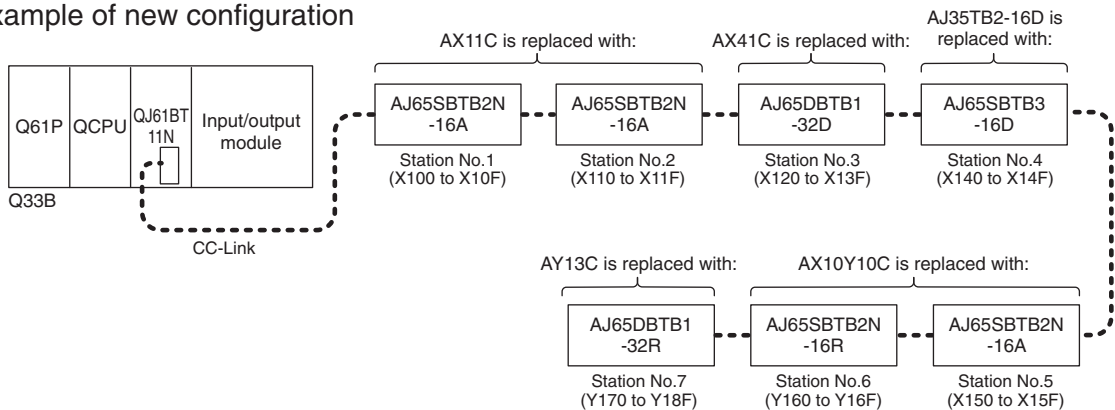 xample of new configuration
AX11C is replaced with:
AX41C is replaced with:
AJ35TB2-16D is
replaced with:
Q61P
QCPU
QJ61BT
11N
Input/output
module
Q33B
CC-Link
AJ65SBTB2N
-16A
Station No.1
(X100 to X10F)
AJ65SBTB2N
-16A
Station No.2
(X110 to X11F)
AJ65DBTB1
-32D
Station No.3
(X120 to X13F)
AJ65SBTB3
-16D
Station No.4
(X140 to X14F)
AY13C is replaced with:
AX10Y10C is replaced with:
AJ65DBTB1
-32R
Station No.7
(Y170 to Y18F)
AJ65SBTB2N
-16R
Station No.6
(Y160 to Y16F)
AJ65SBTB2N
-16A
Station No.5
(X150 to X15F)